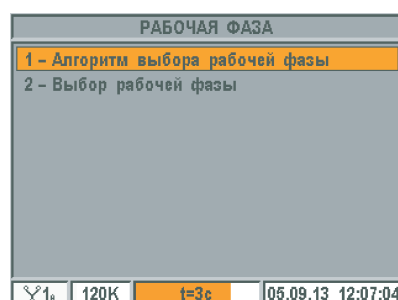 РАБОЧАЯ ФАЗА
1 – Алгоритм выбора рабочей фазы
2 – Выбор рабочей фазы
1₈ 120K t=3c 05.09.13 12:07:04